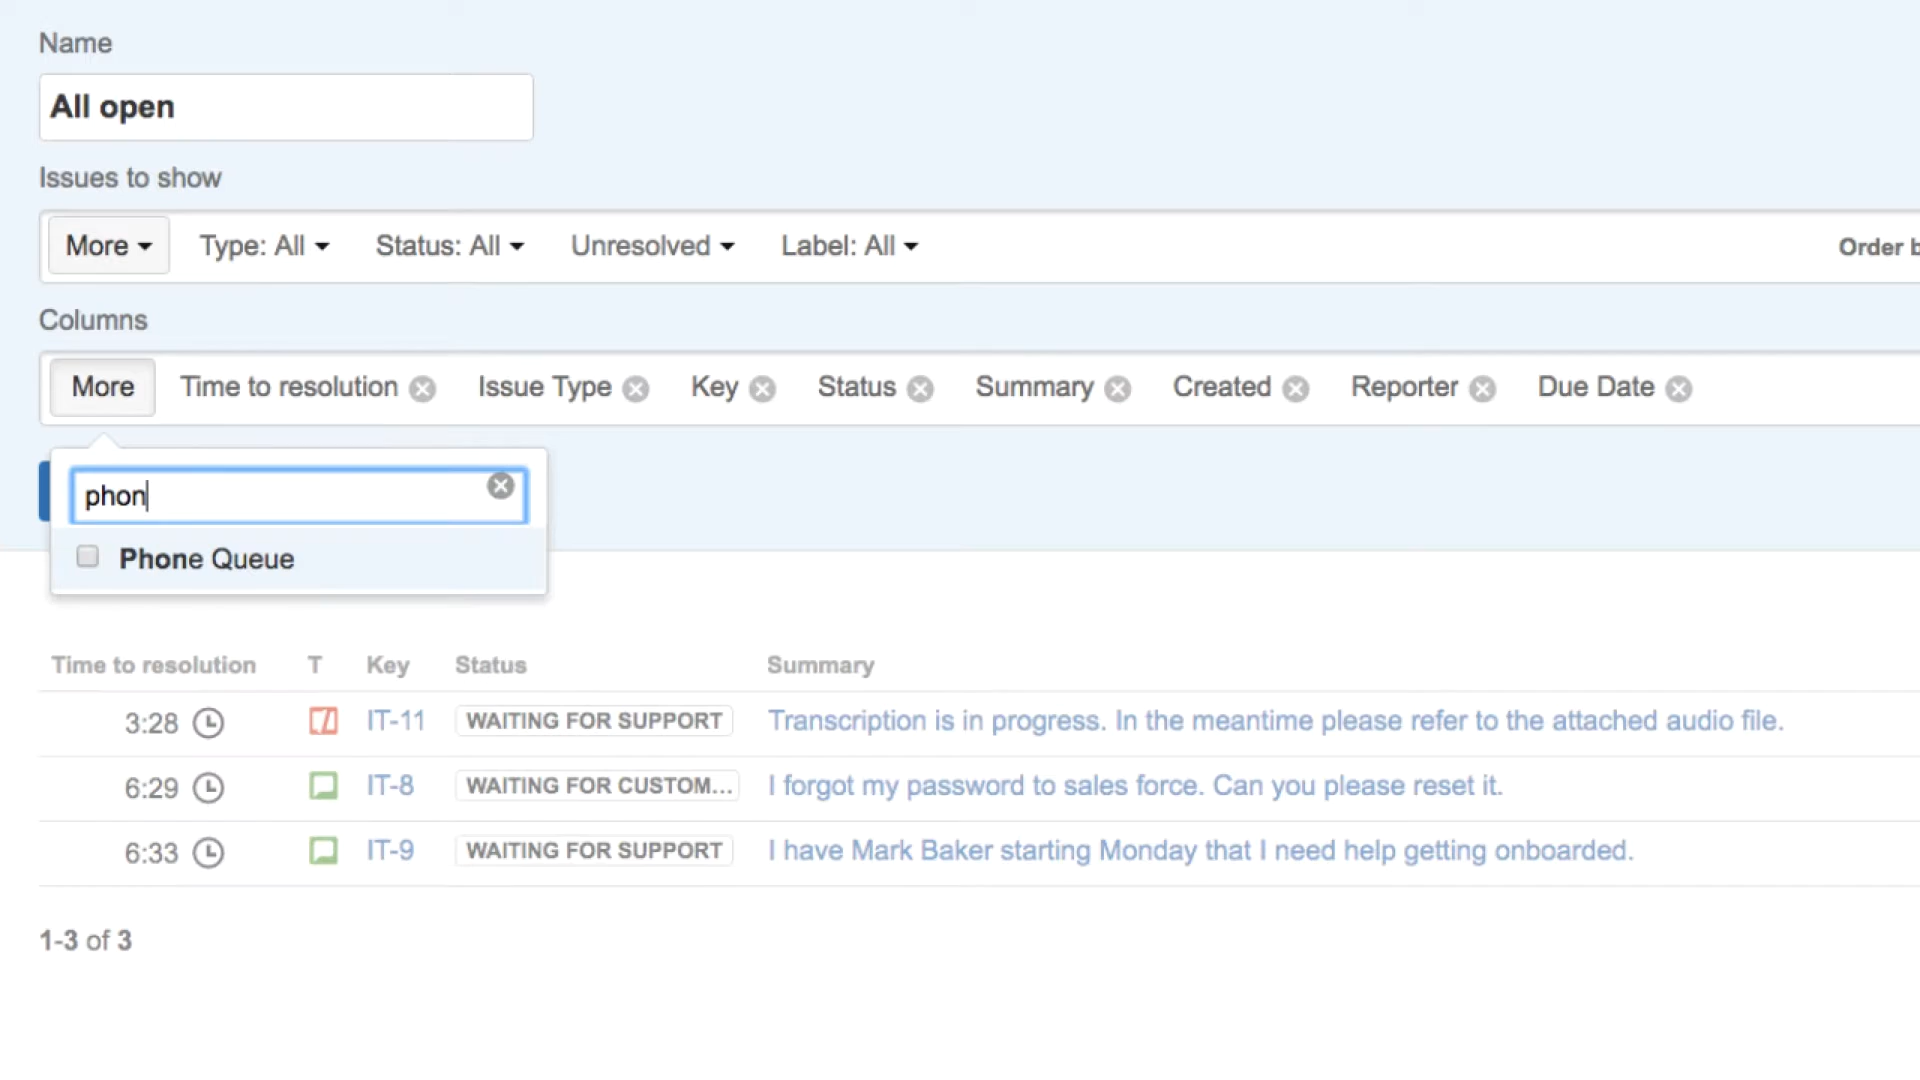 Name
All open
Issues to show
More Type: All Status: All Unresolved Label: All Order b
Columns
More Time to resolution Issue Type Key Status Summary Created Reporter Due Date
phon
Phone Queue
Time to resolution T Key Status Summary
3:28 IT-11 WAITING FOR SUPPORT Transcription is in progress. In the meantime please refer to the attached audio file.
6:29 IT-8 WAITING FOR CUSTOM... I forgot my password to sales force. Can you please reset it.
6:33 IT-9 WAITING FOR SUPPORT I have Mark Baker starting Monday that I need help getting onboarded.
1-3 of 3